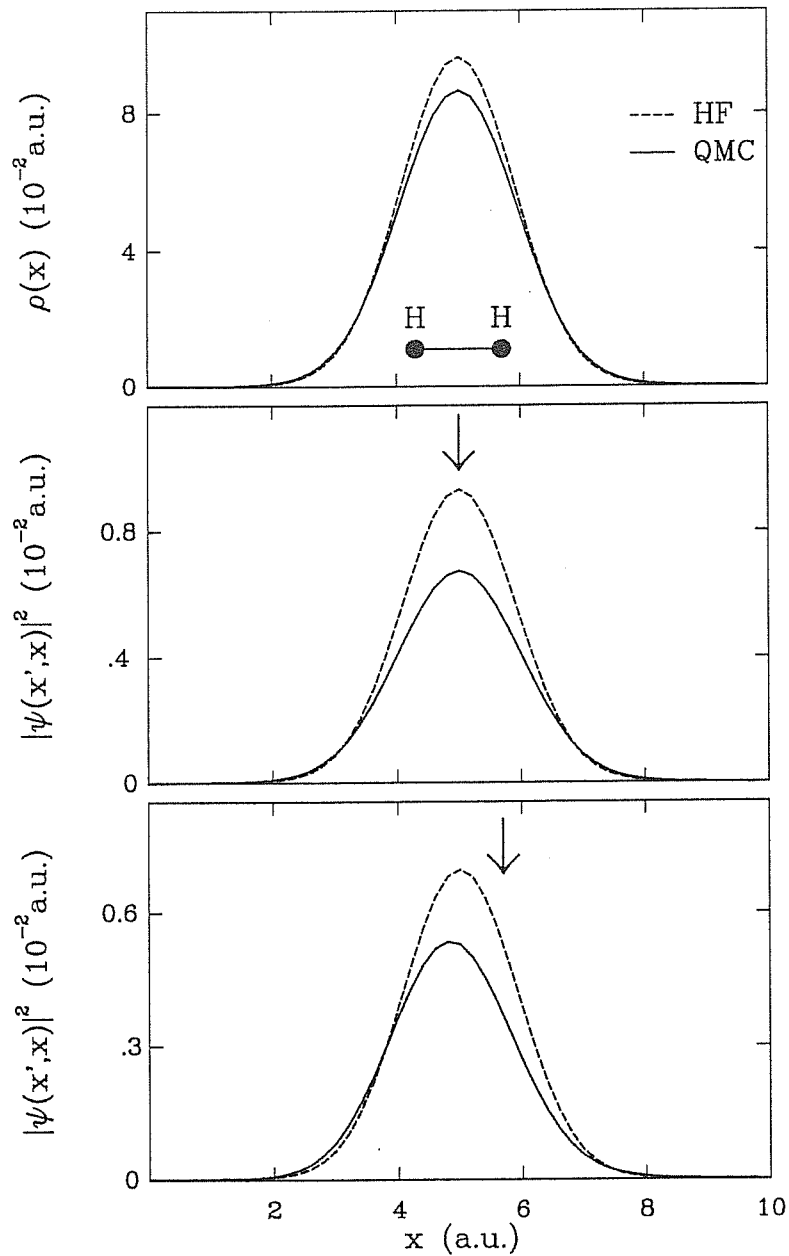 ρ(x) (10⁻²a.u.)
8
4
0
HF
QMC
H H
|ψ(x',x)|² (10⁻²a.u.)
0.8
.4
0
|ψ(x',x)|² (10⁻²a.u.)
0.6
.3
0
2 4 6 8 10
x (a.u.)